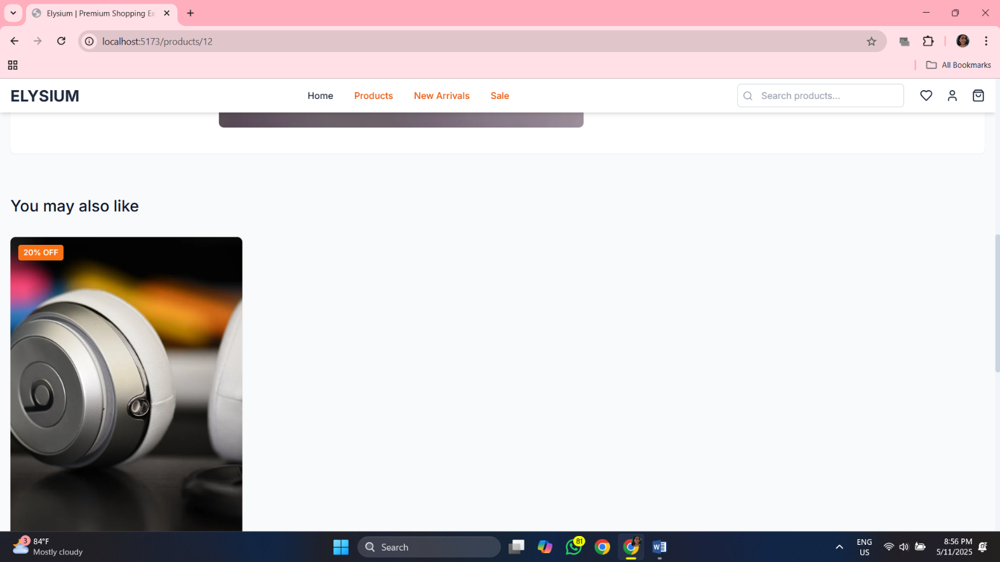 Elysium | Premium Shopping Ex
localhost:5173/products/12
All Bookmarks
ELYSIUM
Home
Products
New Arrivals
Sale
Search products...
You may also like
20% OFF
3
84°F
Mostly cloudy
Search
81
W
ENG
US
8:56 PM
5/11/2025